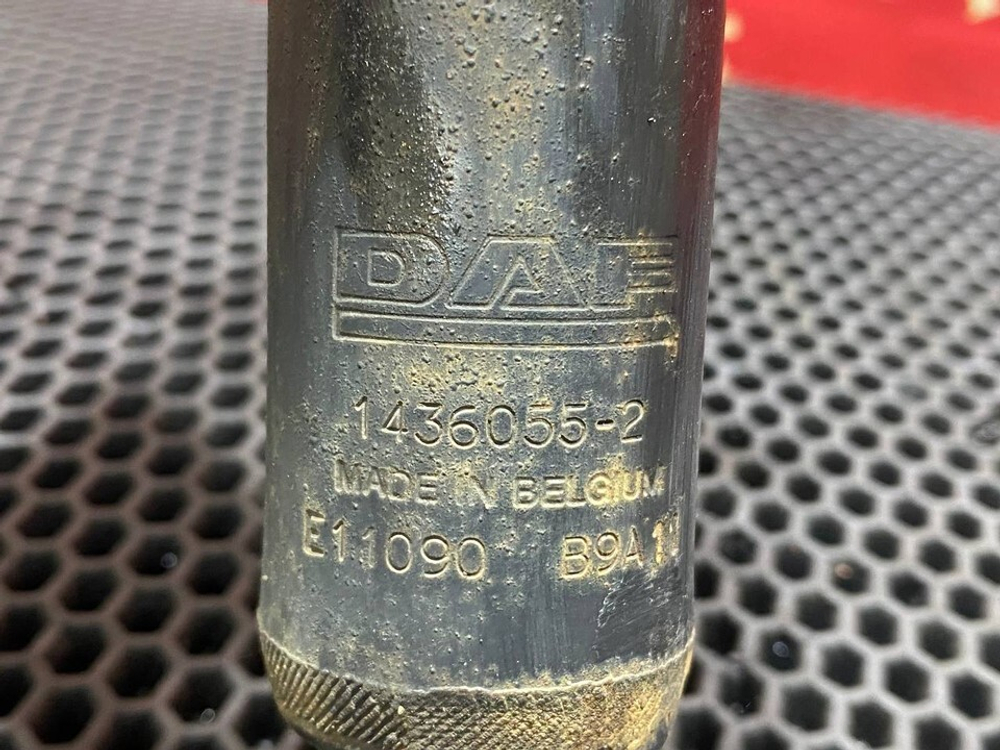 DAF
1436055-2
MADE IN BELGIUM
E11090 B9A1